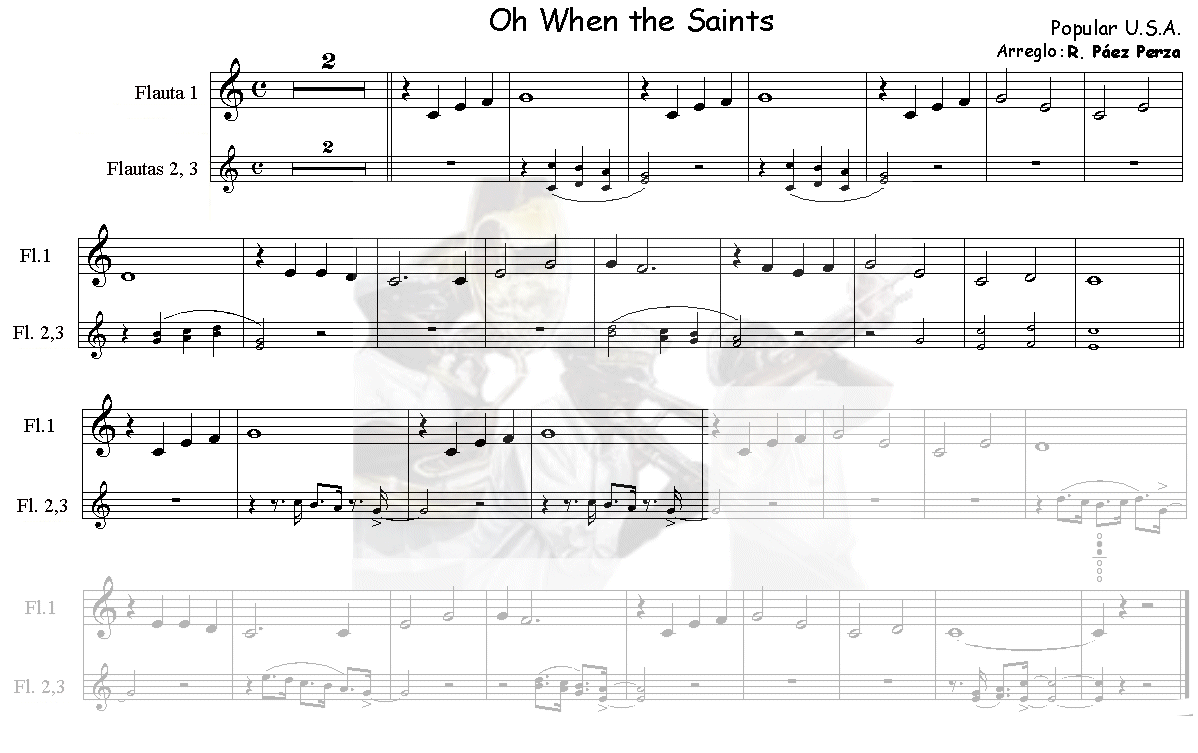 Oh When the Saints
Popular U.S.A.
Arreglo: R. Páez Perza
2
Flauta 1
2
Flautas 2, 3
Fl.1
Fl. 2,3
Fl.1
Fl. 2,3
Fl.1
Fl. 2,3